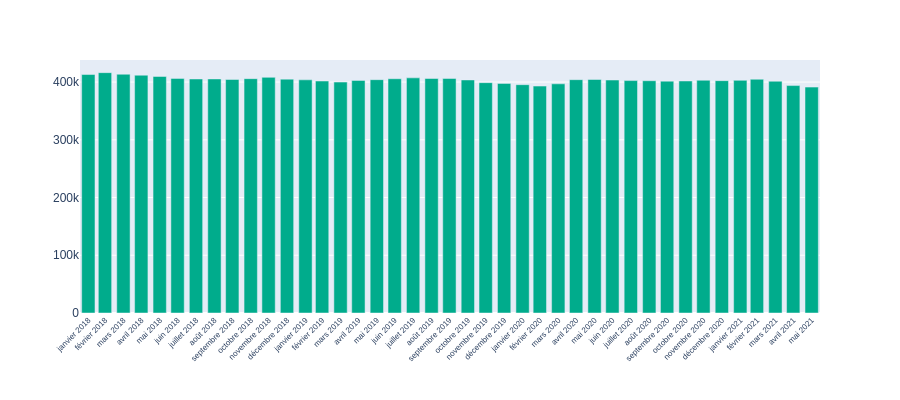 400k
300k
200k
100k
0
janvier 2018
février 2018
mars 2018
avril 2018
mai 2018
juin 2018
juillet 2018
août 2018
septembre 2018
octobre 2018
novembre 2018
décembre 2018
janvier 2019
février 2019
mars 2019
avril 2019
mai 2019
juin 2019
juillet 2019
août 2019
septembre 2019
octobre 2019
novembre 2019
décembre 2019
janvier 2020
février 2020
mars 2020
avril 2020
mai 2020
juin 2020
juillet 2020
août 2020
septembre 2020
octobre 2020
novembre 2020
décembre 2020
janvier 2021
février 2021
mars 2021
avril 2021
mai 2021